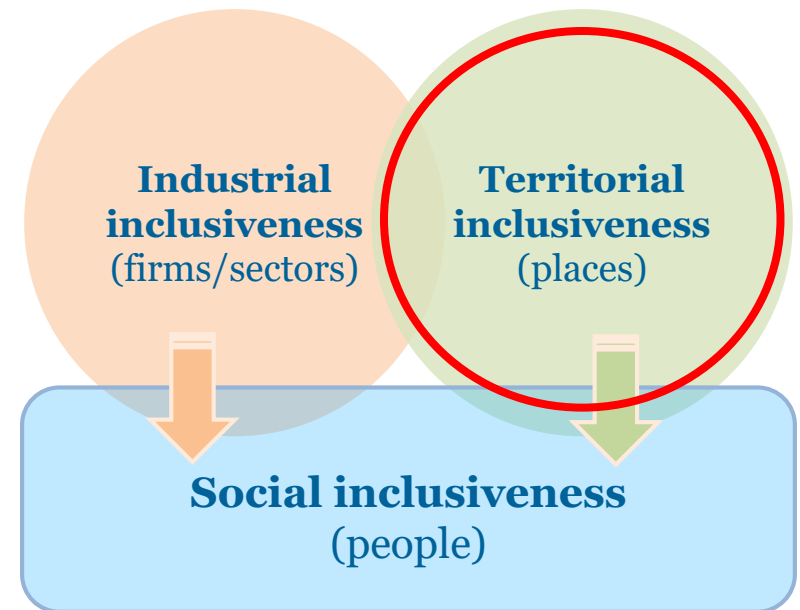 Industrial
inclusiveness
(firms/sectors)
Territorial
inclusiveness
(places)
Social inclusiveness
(people)